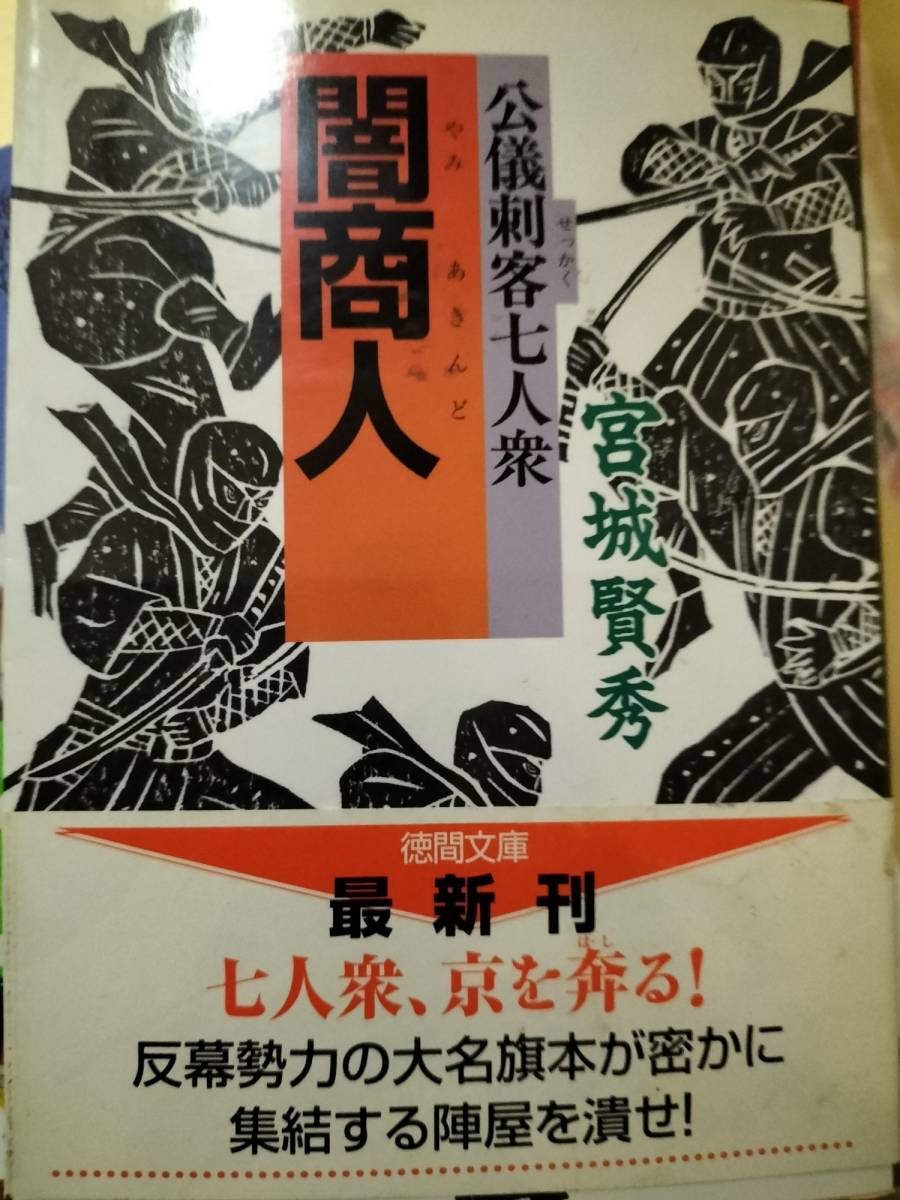 公儀刺客七人衆
せっかく
闇商人
やみ あきんど
宮城賢秀
徳間文庫
最新刊
七人衆、京を奔る!
はし
反幕勢力の大名旗本が密かに
集結する陣屋を潰せ!